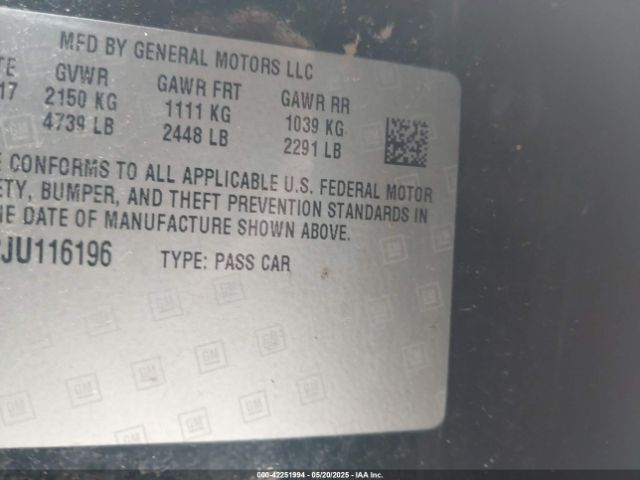 MFD BY GENERAL MOTORS LLC
TE GVWR GAWR FRT GAWR RR
17 2150 KG 1111 KG 1039 KG
4739 LB 2448 LB 2291 LB
E CONFORMS TO ALL APPLICABLE U.S. FEDERAL MOTOR
ETY, BUMPER, AND THEFT PREVENTION STANDARDS IN
HE DATE OF MANUFACTURE SHOWN ABOVE.
JU116196 TYPE: PASS CAR
000-42251994 — 05/20/2025 — IAA Inc.